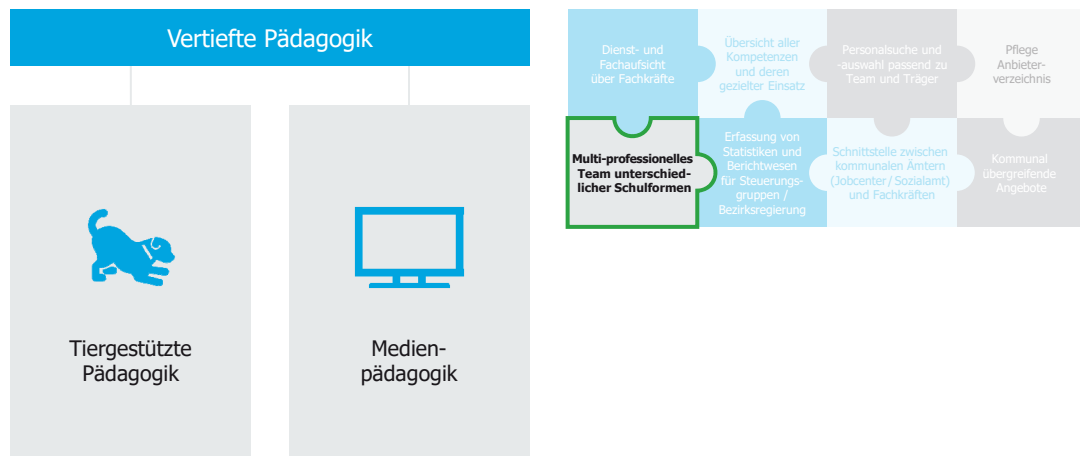 Vertiefte Pädagogik
Tiergestützte
Pädagogik
Medien-
pädagogik
Dienst- und
Fachaufsicht
über Fachkräfte
Übersicht aller
Kompetenzen
und deren
gezielter Einsatz
Personalsuche und
-auswahl passend zu
Team und Träger
Pflege
Anbieter-
verzeichnis
Multi-professionelles
Team unterschied-
licher Schulformen
Erfassung von
Statistiken und
Berichtwesen
für Steuerungs-
gruppen /
Bezirksregierung
Schnittstelle zwischen
kommunalen Ämtern
(Jobcenter / Sozialamt)
und Fachkräften
Kommunal
übergreifende
Angebote